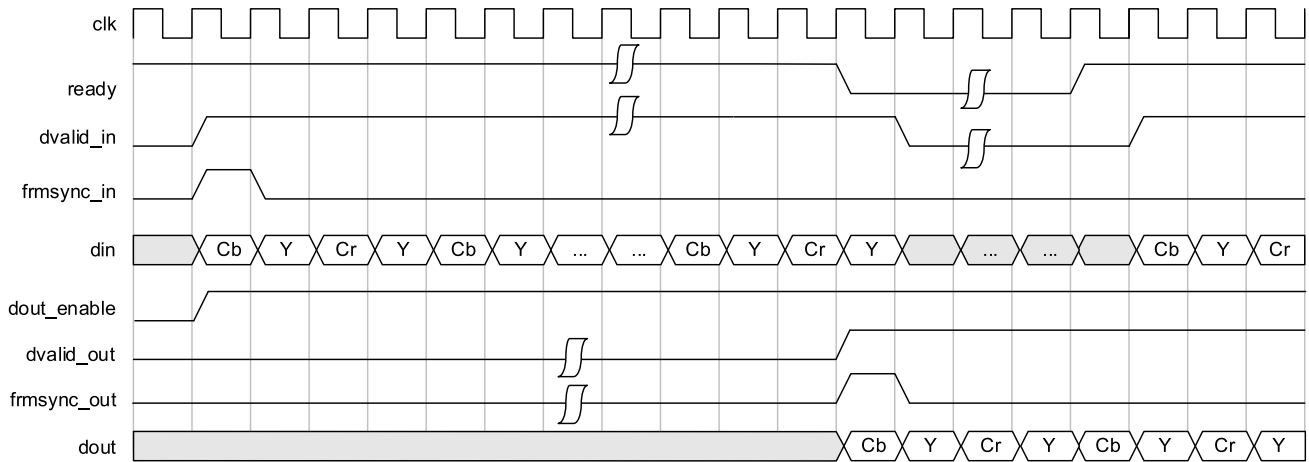 clk
ready
dvalid_in
frmsync_in
din Cb Y Cr Y Cb Y ... ... Cb Y Cr Y ... ... Cb Y Cr
dout_enable
dvalid_out
frmsync_out
dout Cb Y Cr Y Cb Y Cr Y